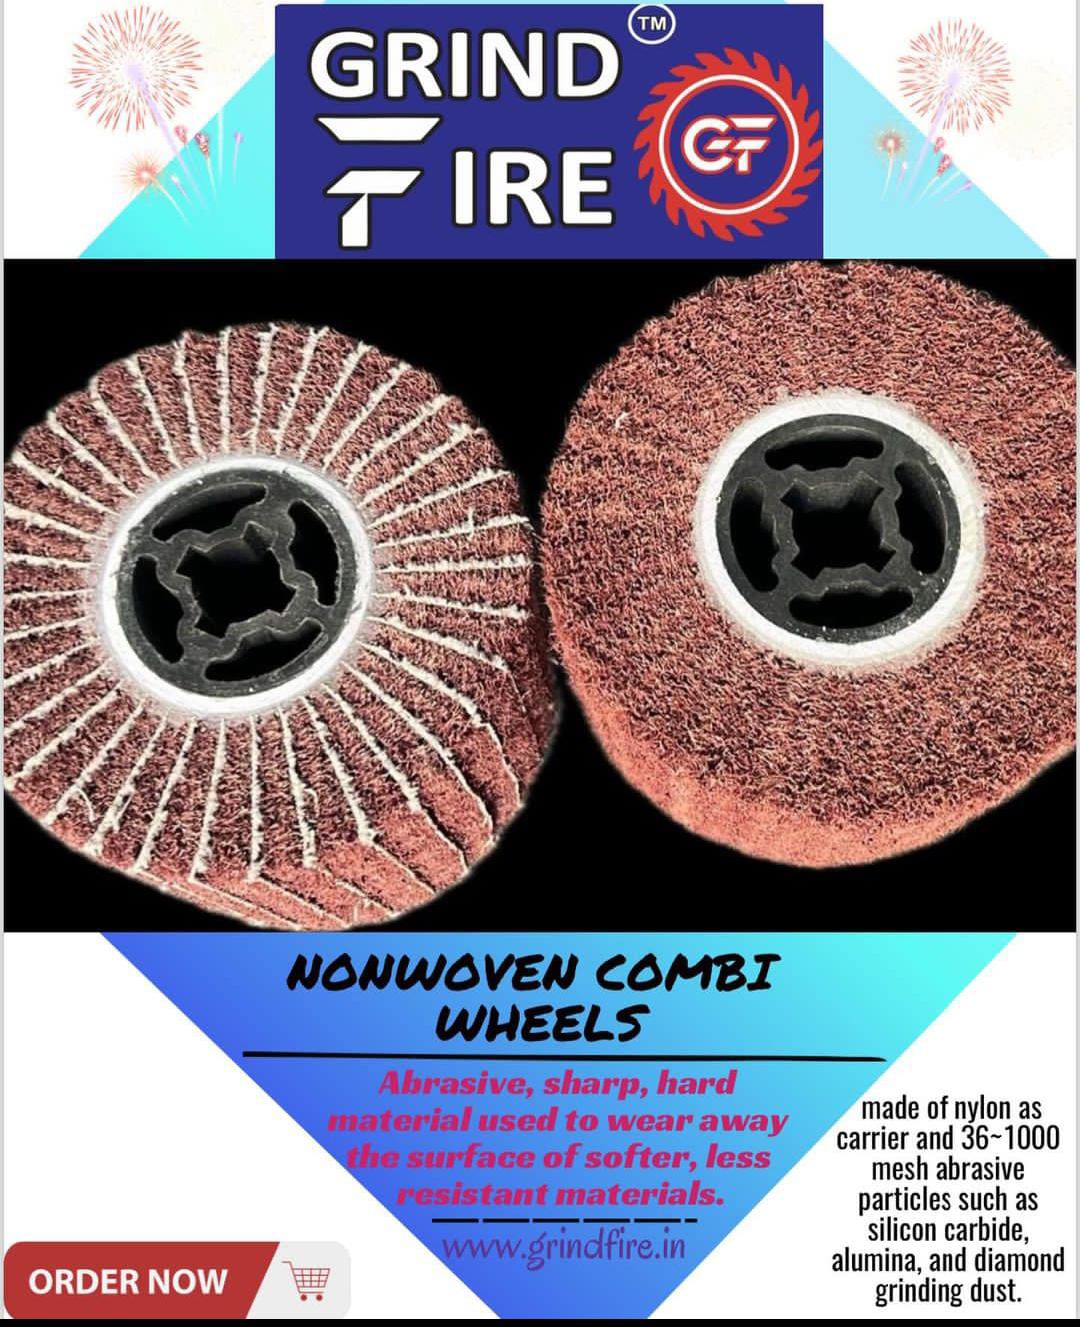 GRIND
TM
FIRE
GF
NONWOVEN COMBI
WHEELS
Abrasive, sharp, hard
material used to wear away
the surface of softer, less
resistant materials.
www.grindfire.in
made of nylon as
carrier and 36~1000
mesh abrasive
particles such as
silicon carbide,
alumina, and diamond
grinding dust.
ORDER NOW